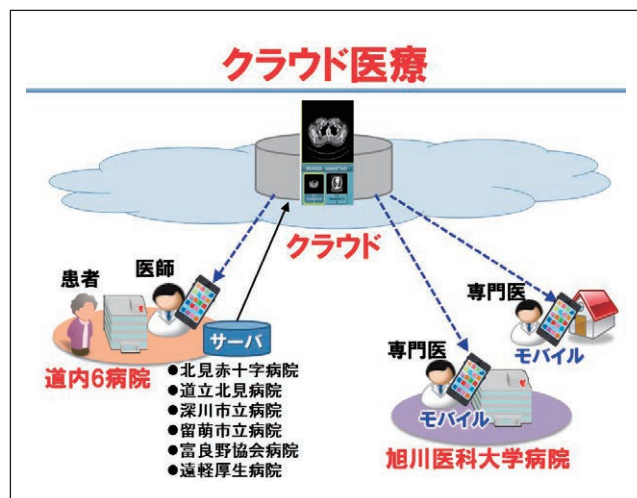 クラウド医療
クラウド
患者
医師
サーバ
道内6病院
●北見赤十字病院
●道立北見病院
●深川市立病院
●留萌市立病院
●富良野協会病院
●遠軽厚生病院
専門医
モバイル
専門医
モバイル
旭川医科大学病院